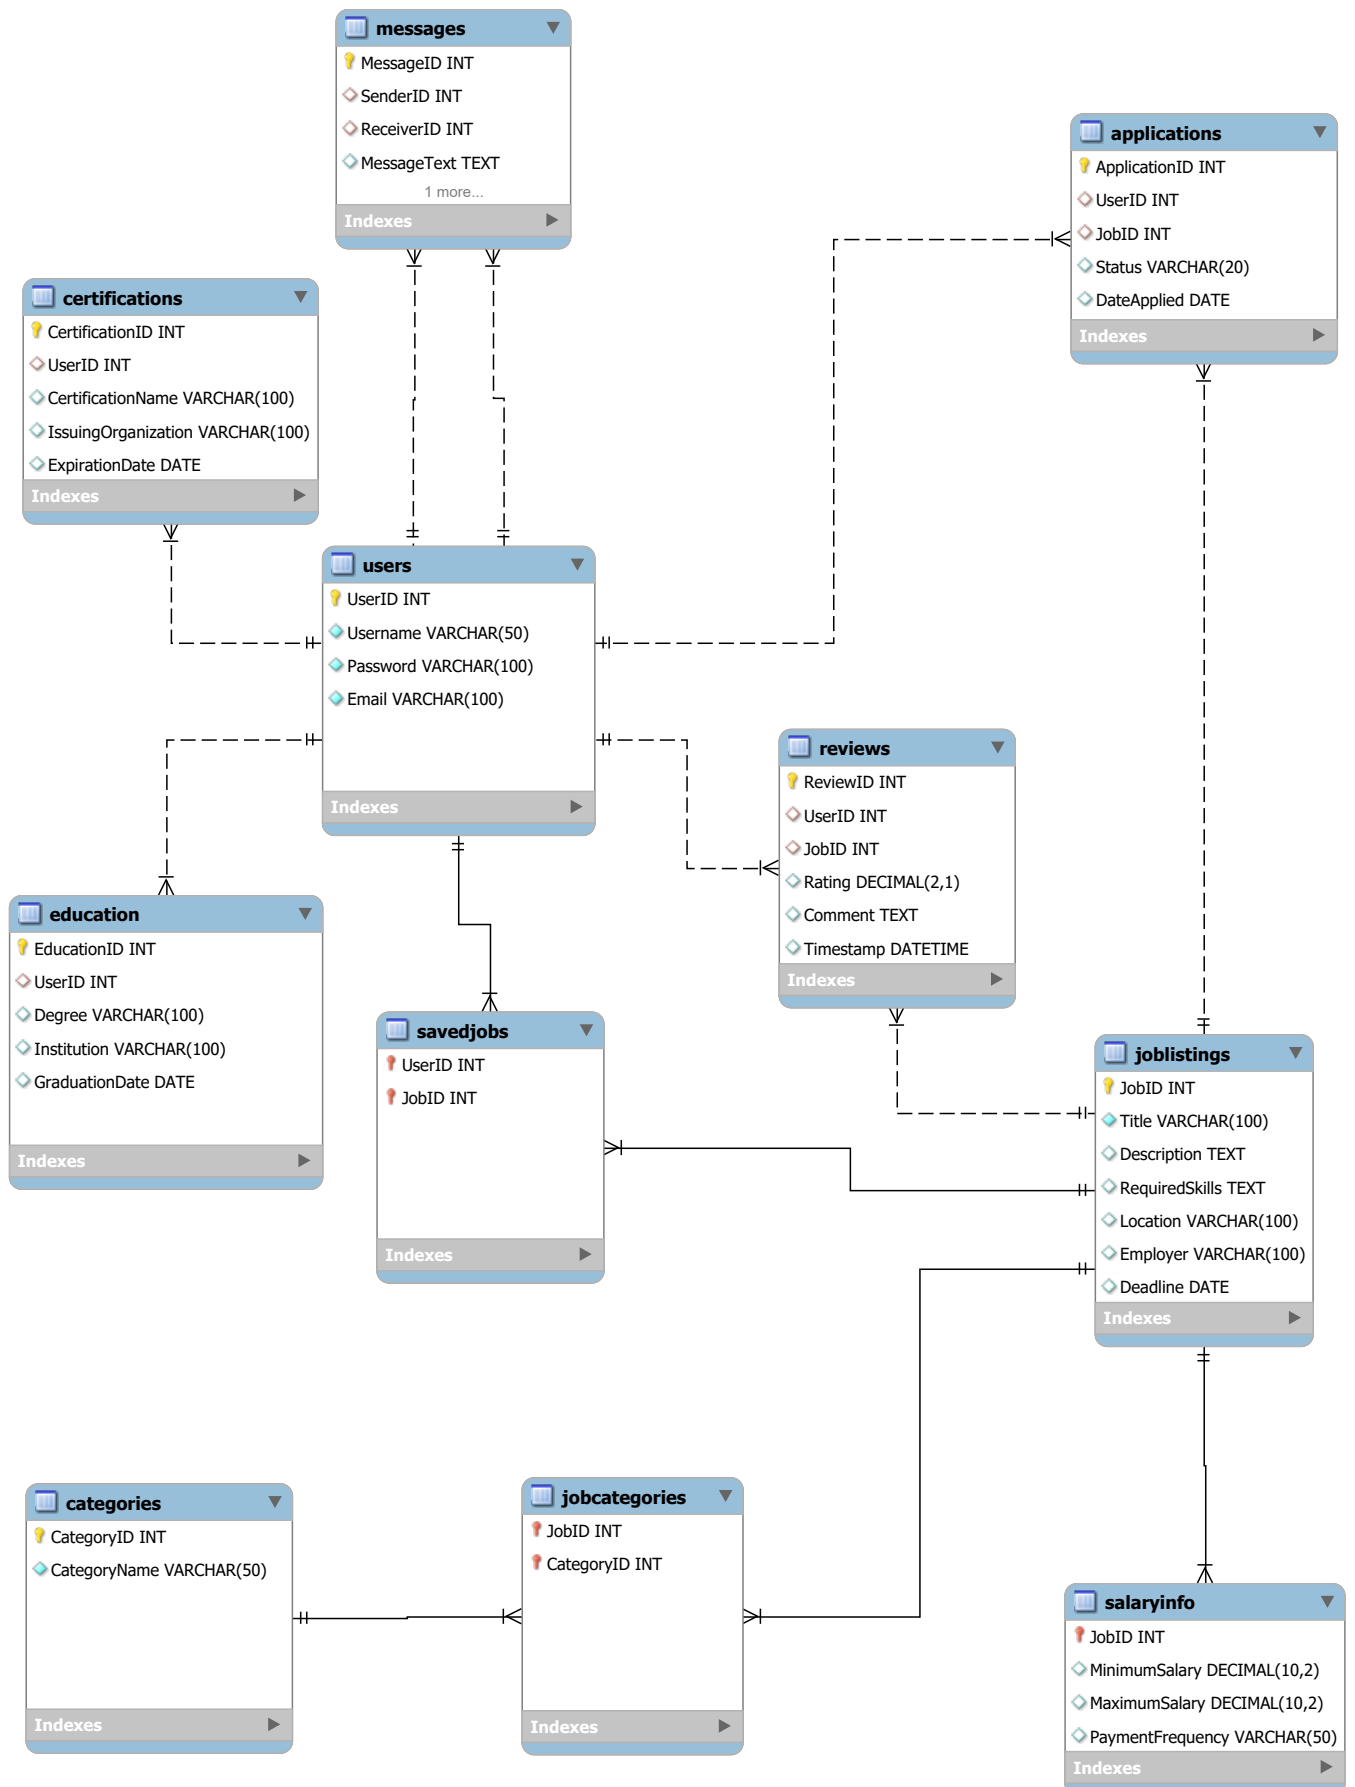 messages
MessageID INT
SenderID INT
ReceiverID INT
MessageText TEXT
1 more...
Indexes
applications
ApplicationID INT
UserID INT
JobID INT
Status VARCHAR(20)
DateApplied DATE
Indexes
certifications
CertificationID INT
UserID INT
CertificationName VARCHAR(100)
IssuingOrganization VARCHAR(100)
ExpirationDate DATE
Indexes
users
UserID INT
Username VARCHAR(50)
Password VARCHAR(100)
Email VARCHAR(100)
Indexes
reviews
ReviewID INT
UserID INT
JobID INT
Rating DECIMAL(2,1)
Comment TEXT
Timestamp DATETIME
Indexes
education
EducationID INT
UserID INT
Degree VARCHAR(100)
Institution VARCHAR(100)
GraduationDate DATE
Indexes
savedjobs
UserID INT
JobID INT
Indexes
joblistings
JobID INT
Title VARCHAR(100)
Description TEXT
RequiredSkills TEXT
Location VARCHAR(100)
Employer VARCHAR(100)
Deadline DATE
Indexes
categories
CategoryID INT
CategoryName VARCHAR(50)
Indexes
jobcategories
JobID INT
CategoryID INT
Indexes
salaryinfo
JobID INT
MinimumSalary DECIMAL(10,2)
MaximumSalary DECIMAL(10,2)
PaymentFrequency VARCHAR(50)
Indexes